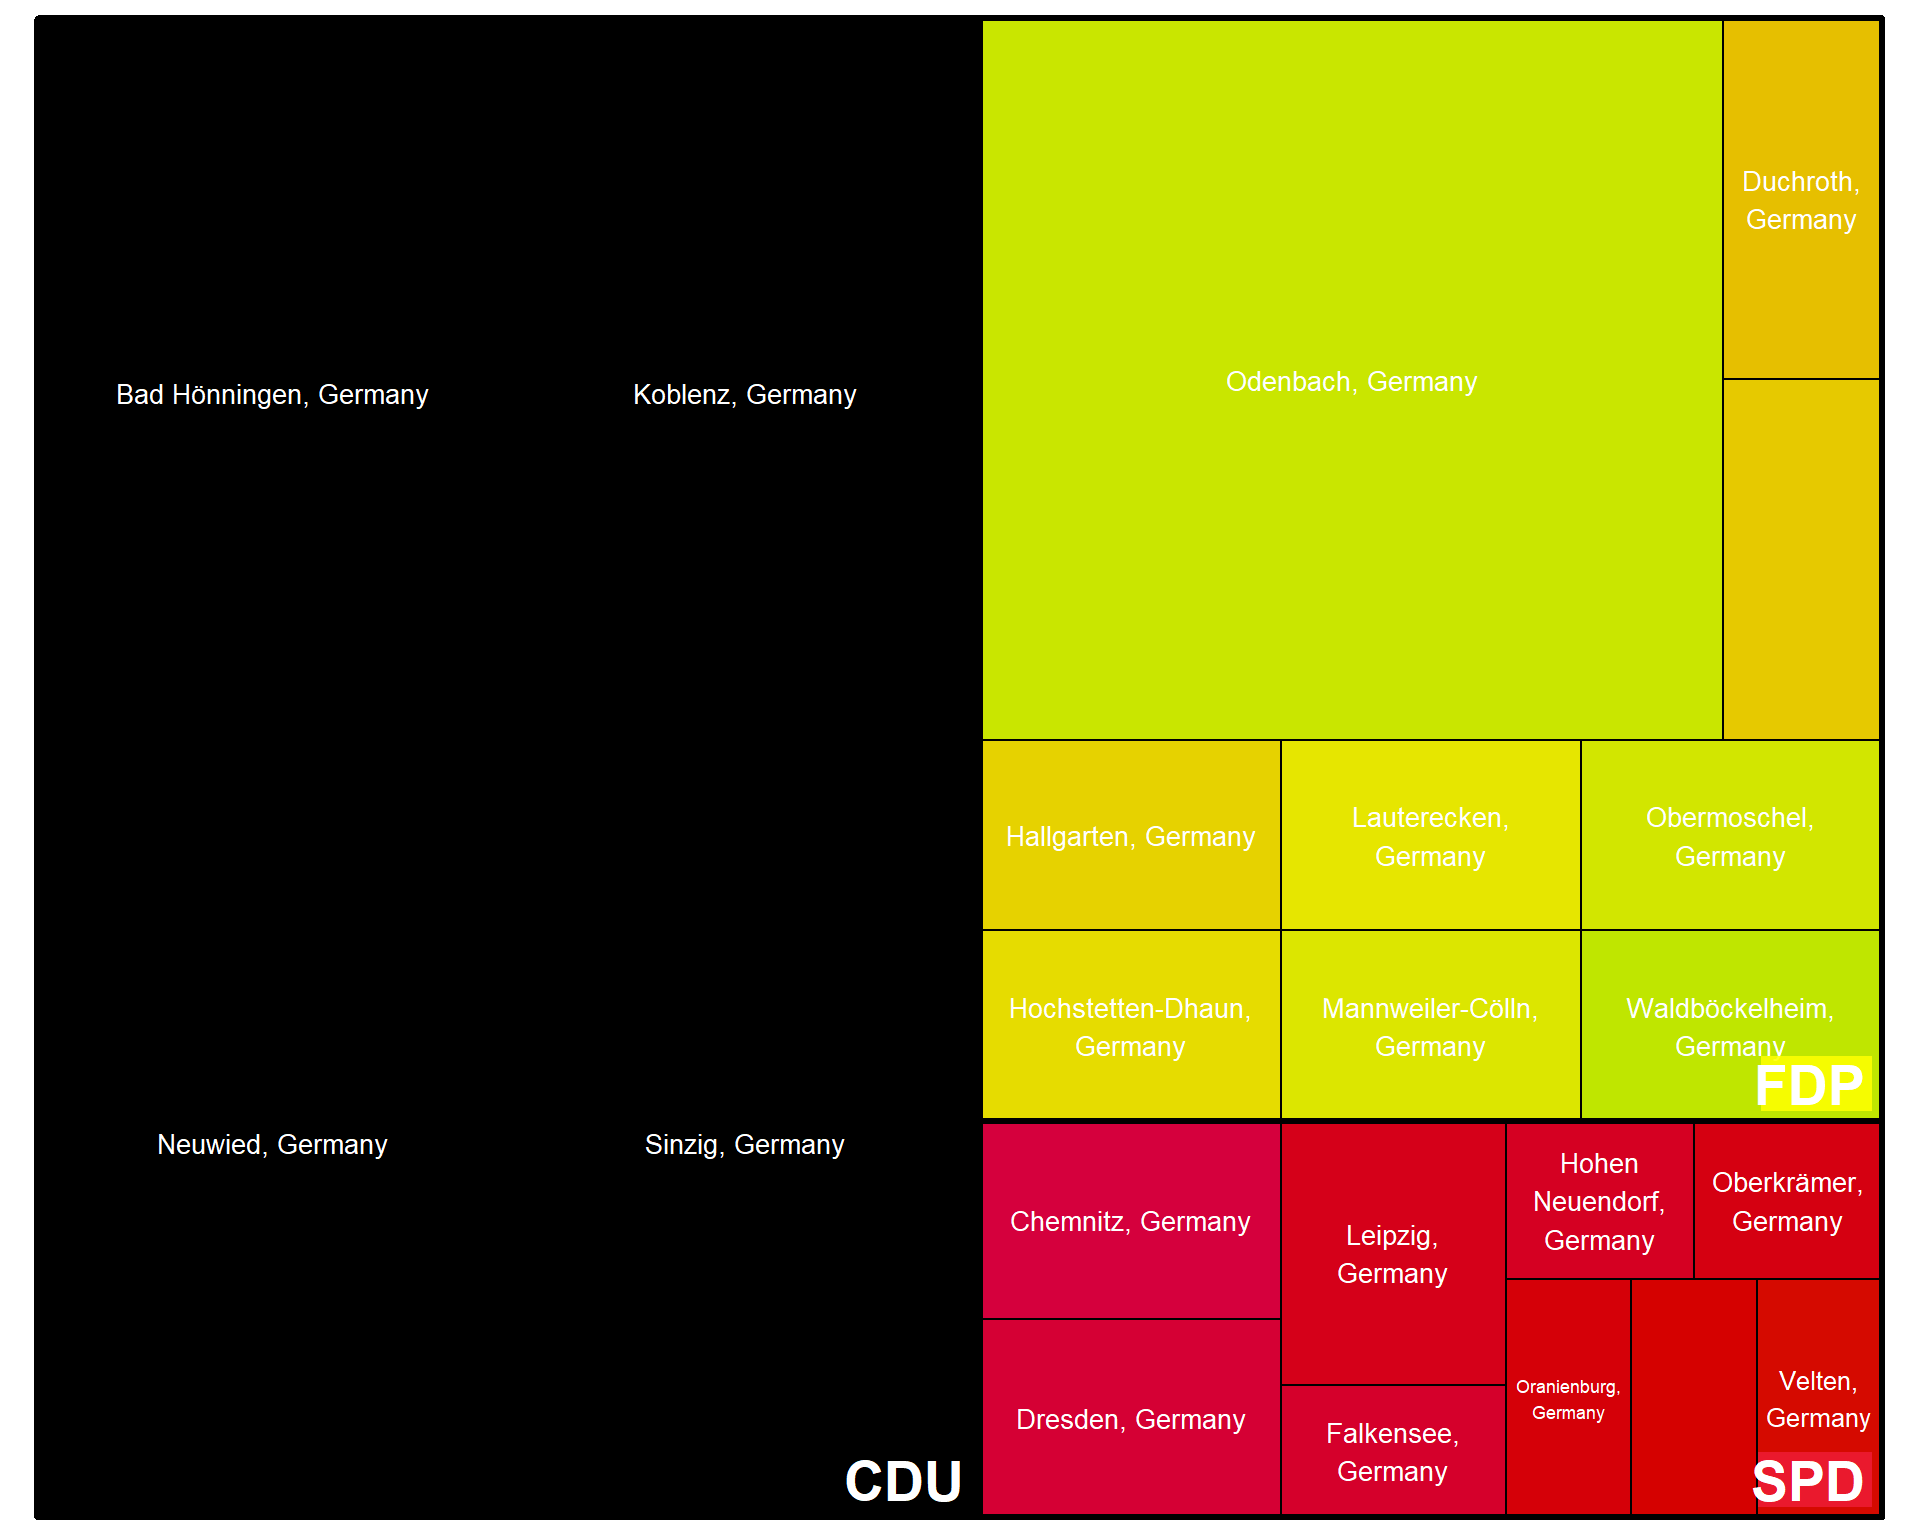 Bad Hönningen, Germany
Koblenz, Germany
Neuwied, Germany
Sinzig, Germany
CDU
Odenbach, Germany
Duchroth,
Germany
Hallgarten, Germany
Lauterecken,
Germany
Obermoschel,
Germany
Hochstetten-Dhaun,
Germany
Mannweiler-Cölln,
Germany
Waldböckelheim,
Germany
FDP
Chemnitz, Germany
Dresden, Germany
Leipzig,
Germany
Falkensee,
Germany
Hohen
Neuendorf,
Germany
Oberkrämer,
Germany
Oranienburg,
Germany
Velten,
Germany
SPD